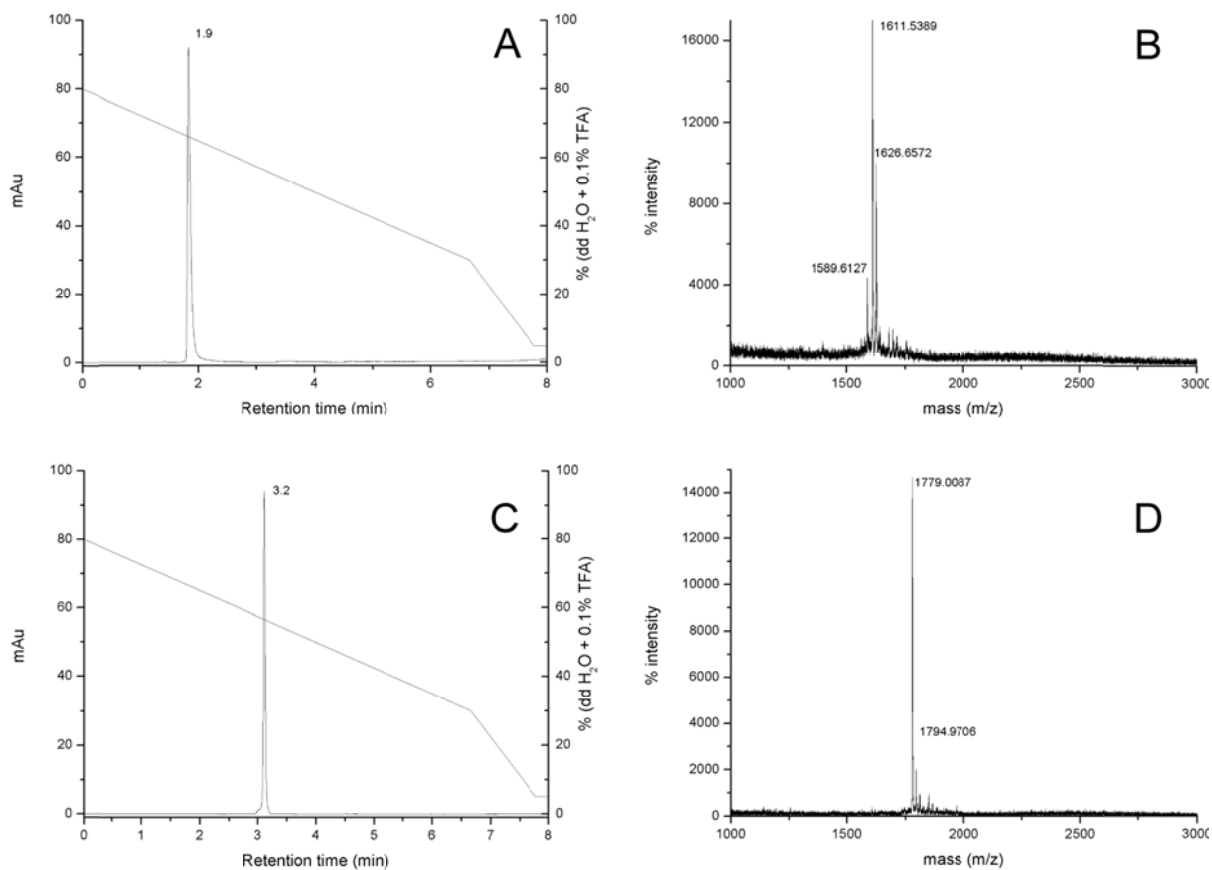 A
1.9
100
80
60
40
20
0
mAu
100
80
60
40
20
0
% (dd H₂O + 0.1% TFA)
0 2 4 6 8
Retention time (min)
B
1611.5389
1626.6572
1589.6127
16000
12000
8000
4000
0
% intensity
1000 1500 2000 2500 3000
mass (m/z)
C
3.2
100
80
60
40
20
0
mAu
100
80
60
40
20
0
% (dd H₂O + 0.1% TFA)
0 1 2 3 4 5 6 7 8
Retention time (min)
D
1779.0087
1794.9706
14000
12000
10000
8000
6000
4000
2000
0
% intensity
1000 1500 2000 2500 3000
mass (m/z)